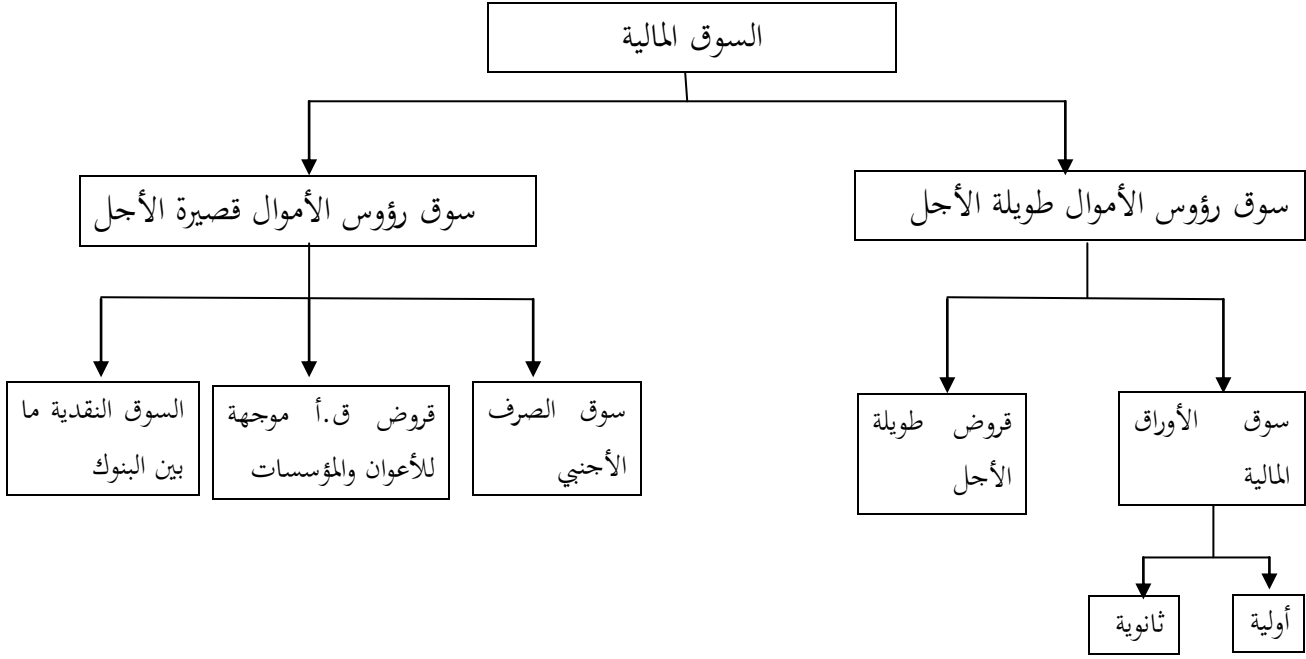 السوق المالية
سوق رؤوس الأموال طويلة الأجل
سوق رؤوس الأموال قصيرة الأجل
سوق الأوراق
المالية
قروض طويلة
الأجل
سوق الصرف
الأجنبي
قروض ق.أ موجهة
للأعوان والمؤسسات
السوق النقدية ما
بين البنوك
أولية
ثانوية